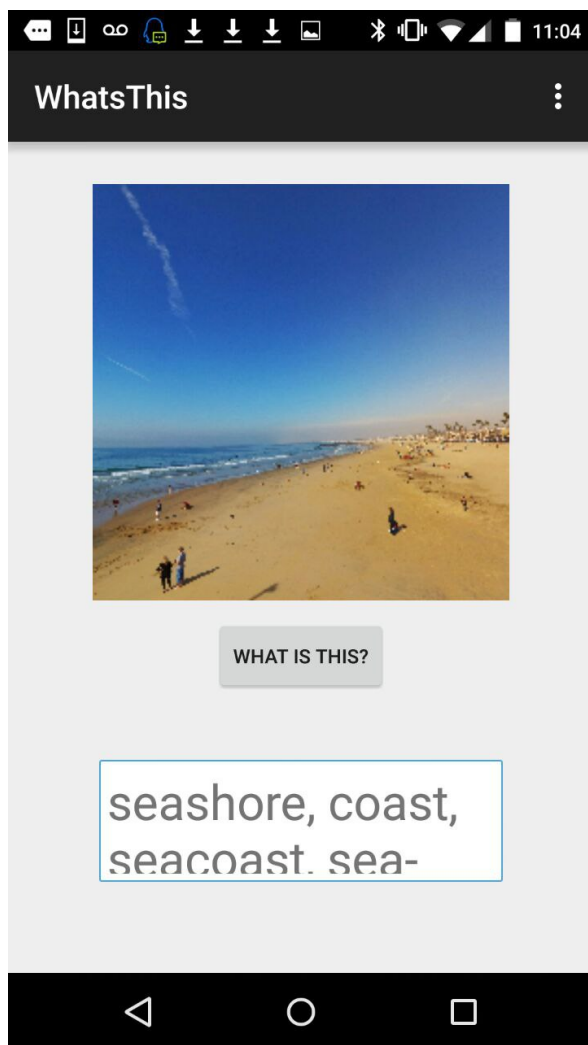 11:04
WhatsThis
WHAT IS THIS?
seashore, coast,
seacoast, sea-